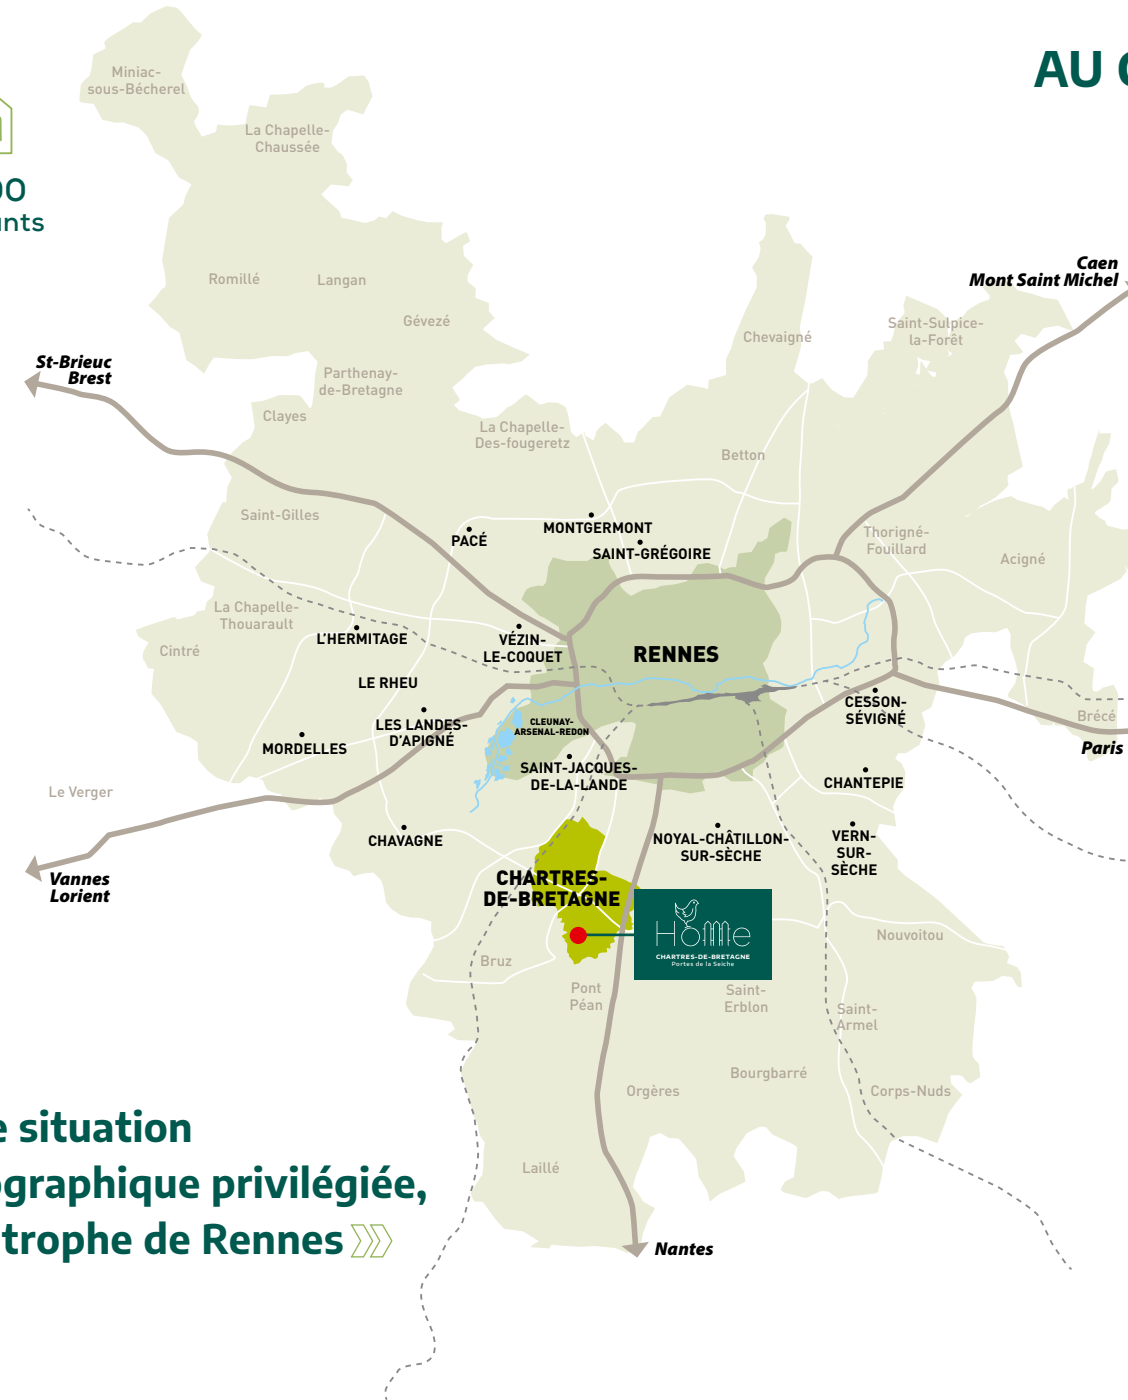 AU
Miniac-
sous-Bécherel
La Chapelle-
Chaussée
Romillé
Langan
Gévezé
Caen
Mont Saint Michel
Chevaigné
Saint-Sulpice-
la-Forêt
St-Brieuc
Brest
Parthenay-
de-Bretagne
Clayes
La Chapelle-
Des-fougeretz
Betton
Saint-Gilles
PACÉ
MONTGERMONT
SAINT-GRÉGOIRE
Thorigné-
Fouillard
Acigné
La Chapelle-
Thouarault
L'HERMITAGE
Cintré
VÉZIN-
LE-COQUET
RENNES
LE RHEU
LES LANDES-
D'APIGNÉ
MORDELLES
CLEUNAY-
ARSENAL-REDON
CESSON-
SÉVIGNÉ
Brécé
Paris
SAINT-JACQUES-
DE-LA-LANDE
CHANTEPIE
Le Verger
CHAVAGNE
NOYAL-CHÂTILLON-
SUR-SÈCHE
VERN-
SUR-
SÈCHE
Vannes
Lorient
CHARTRES-
DE-BRETAGNE
Home
CHARTRES-DE-BRETAGNE
Portes de la Seiche
Nouvoitou
Bruz
Pont
Péan
Saint-
Erblon
Saint-
Armel
Bourgbarré
Orgères
Corps-Nuds
Laillé
Nantes
situation
privilégiée,
de Rennes